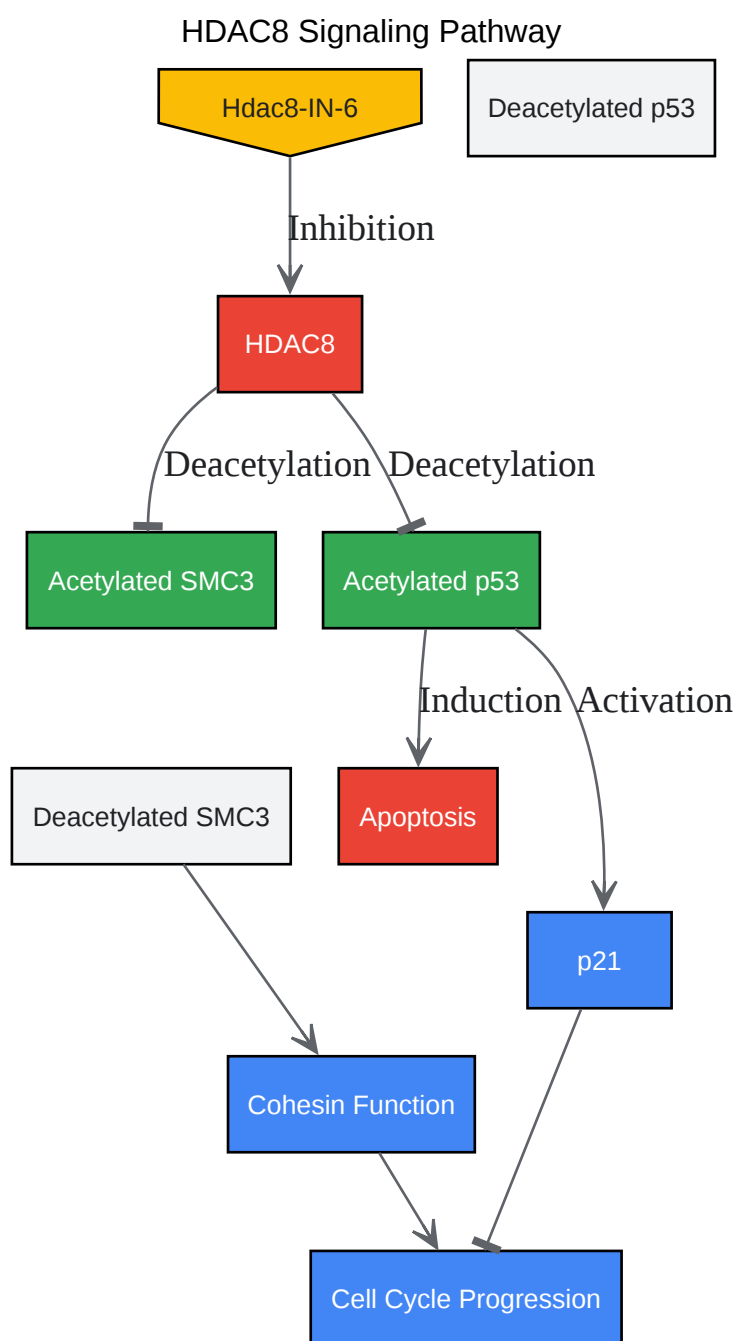 HDAC8 Signaling Pathway
Hdac8-IN-6
Deacetylated p53
Inhibition
HDAC8
Deacetylation
Deacetylation
Acetylated SMC3
Acetylated p53
Induction
Activation
Deacetylated SMC3
Apoptosis
p21
Cohesin Function
Cell Cycle Progression